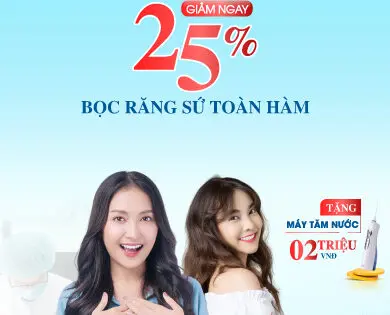 GIẢM NGAY
25%
BỌC RĂNG SỨ TOÀN HÀM
TẶNG
MÁY TĂM NƯỚC
02 TRIỆU
VNĐ